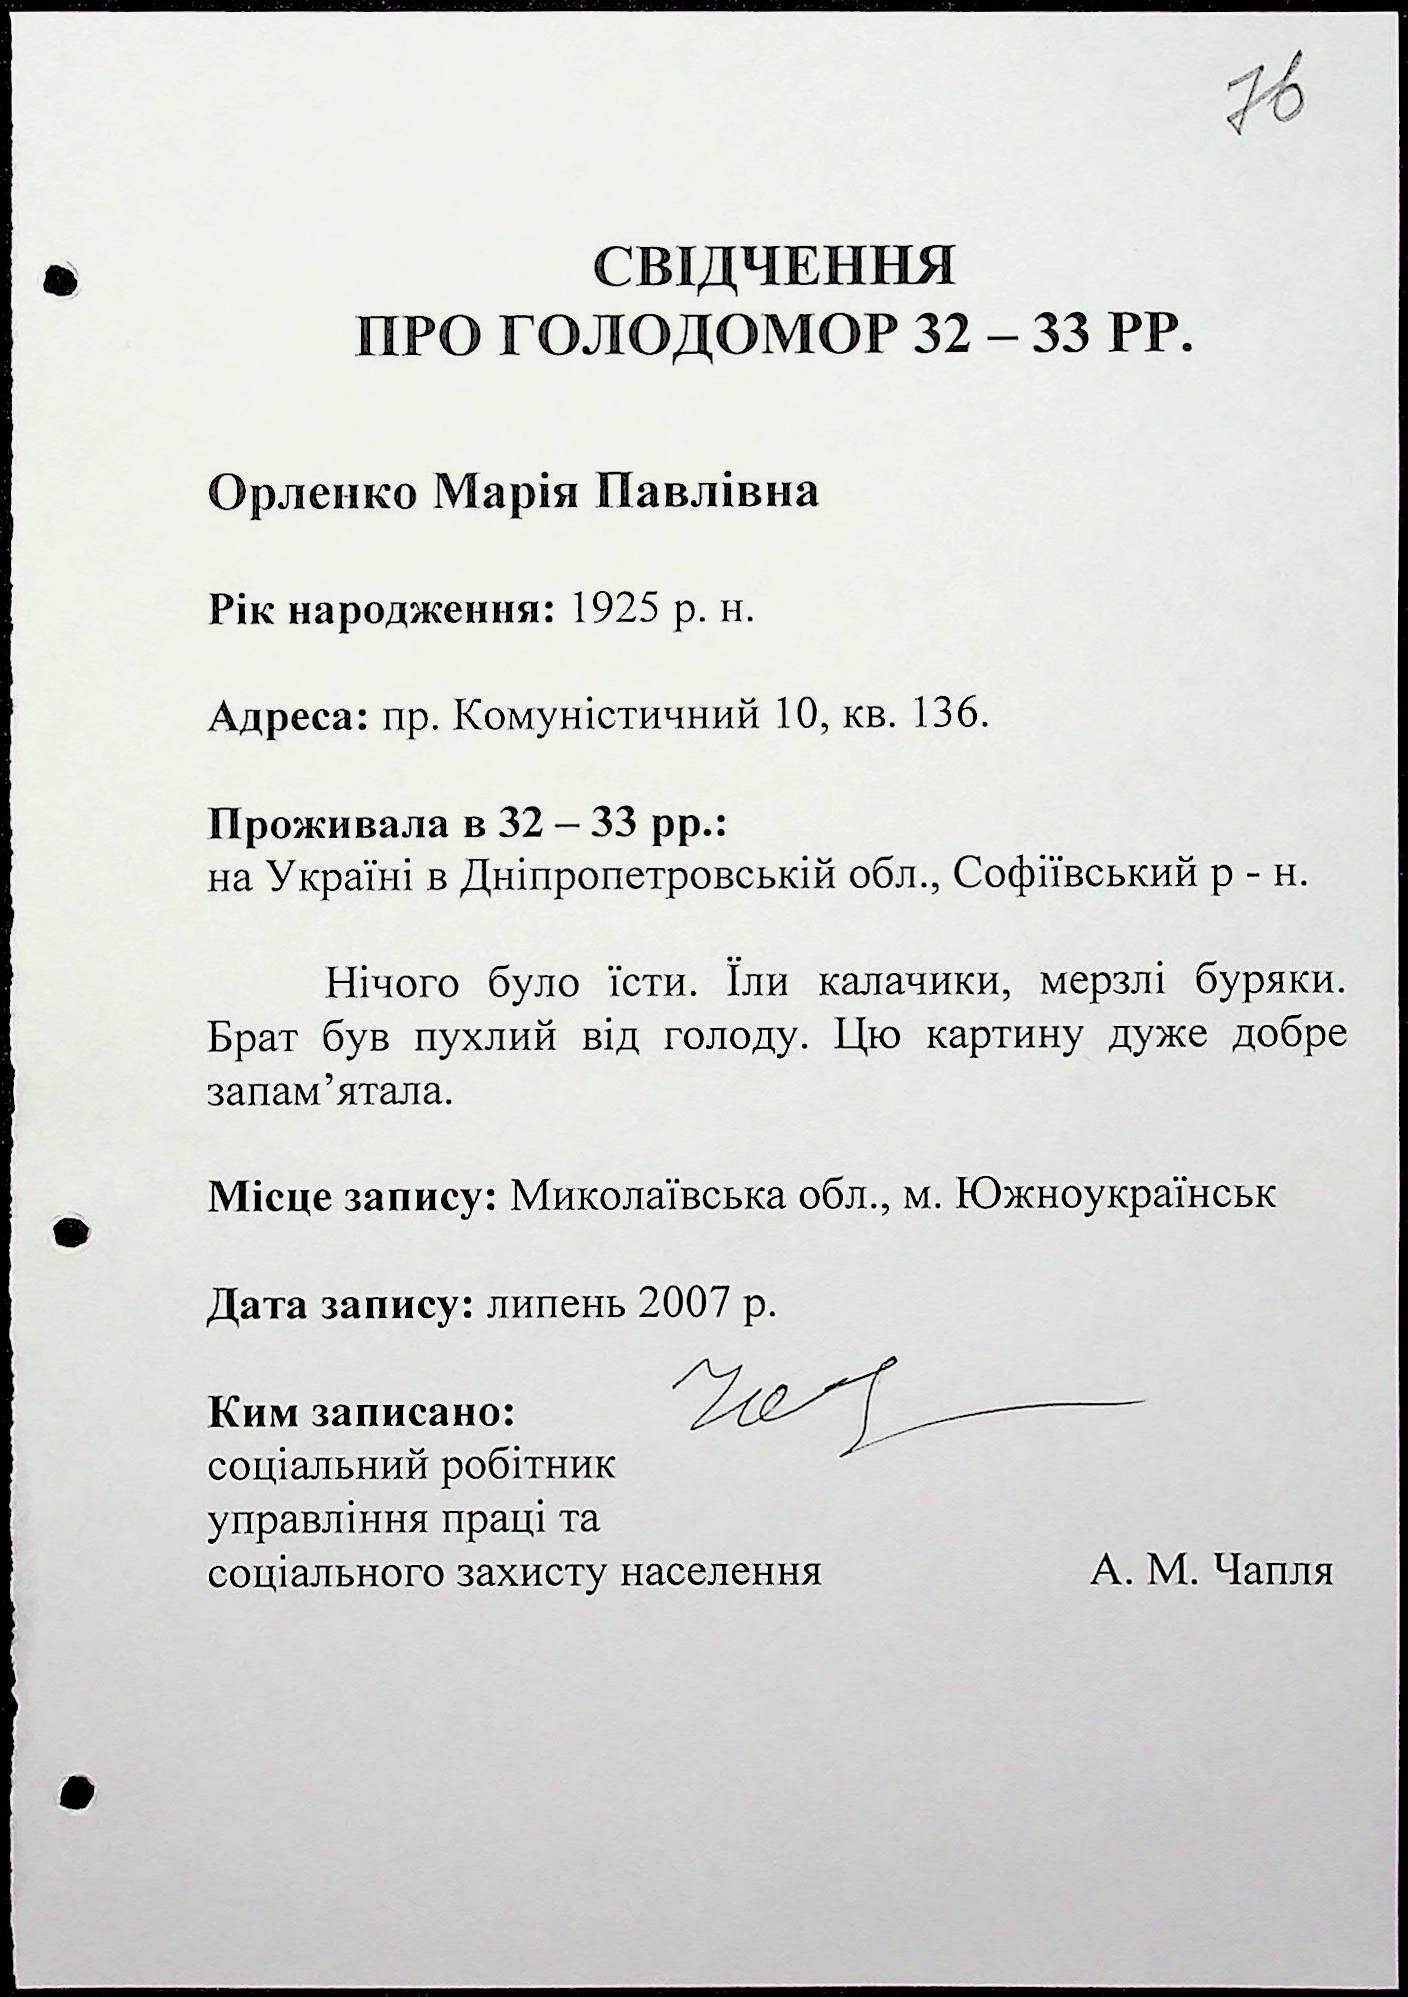 76
СВІДЧЕННЯ
ПРО ГОЛОДОМОР 32 – 33 РР.
Орленко Марія Павлівна
Рік народження: 1925 р. н.
Адреса: пр. Комуністичний 10, кв. 136.
Проживала в 32 – 33 рр.:
на Україні в Дніпропетровській обл., Софіївський р - н.
Нічого було їсти. Їли калачики, мерзлі буряки.
Брат був пухлий від голоду. Цю картину дуже добре
запам’ятала.
Місце запису: Миколаївська обл., м. Южноукраїнськ
Дата запису: липень 2007 р.
Ким записано:
соціальний робітник
управління праці та
соціального захисту населення А. М. Чапля